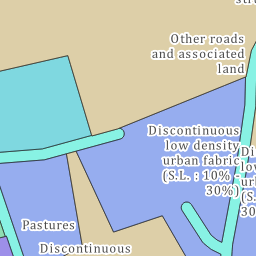 Other roads
and associated
land
Discontinuous
low density
urban fabric
(S.L. : 10% -
30%)
Pastures
Discontinuous